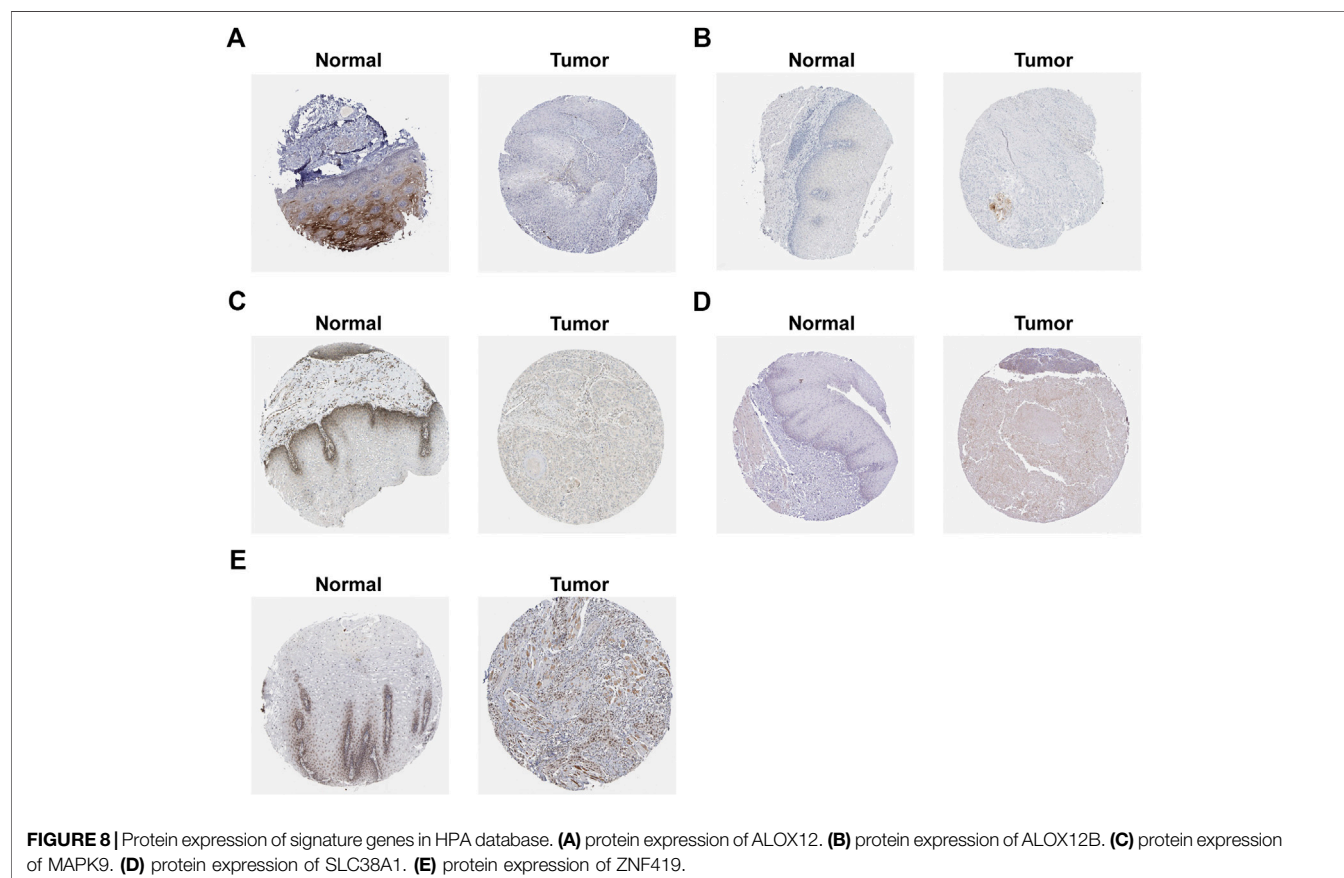 A
Normal
Tumor
B
Normal
Tumor
C
Normal
Tumor
D
Normal
Tumor
E
Normal
Tumor
FIGURE 8 | Protein expression of signature genes in HPA database. (A) protein expression of ALOX12. (B) protein expression of ALOX12B. (C) protein expression
of MAPK9. (D) protein expression of SLC38A1. (E) protein expression of ZNF419.